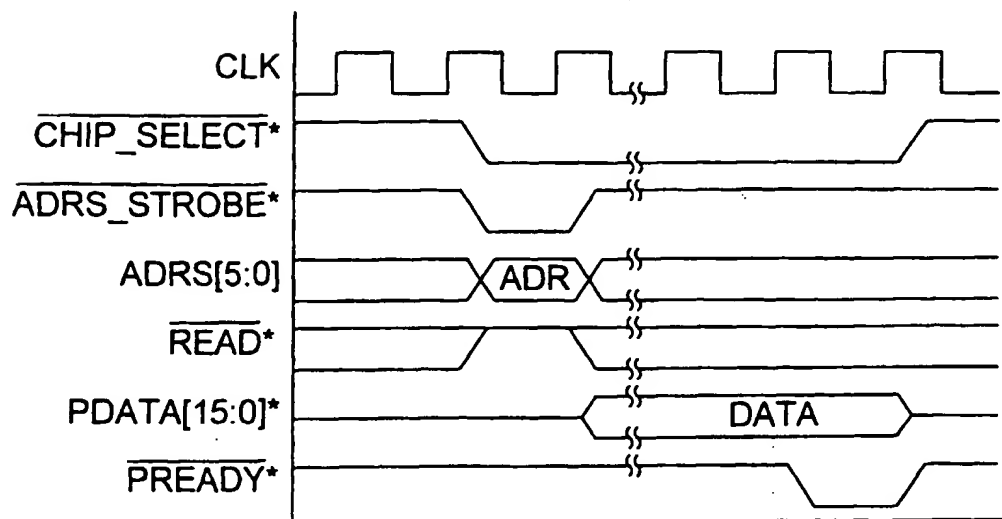 CLK
CHIP_SELECT*
ADRS_STROBE*
ADRS[5:0]
ADR
READ*
PDATA[15:0]*
DATA
PREADY*